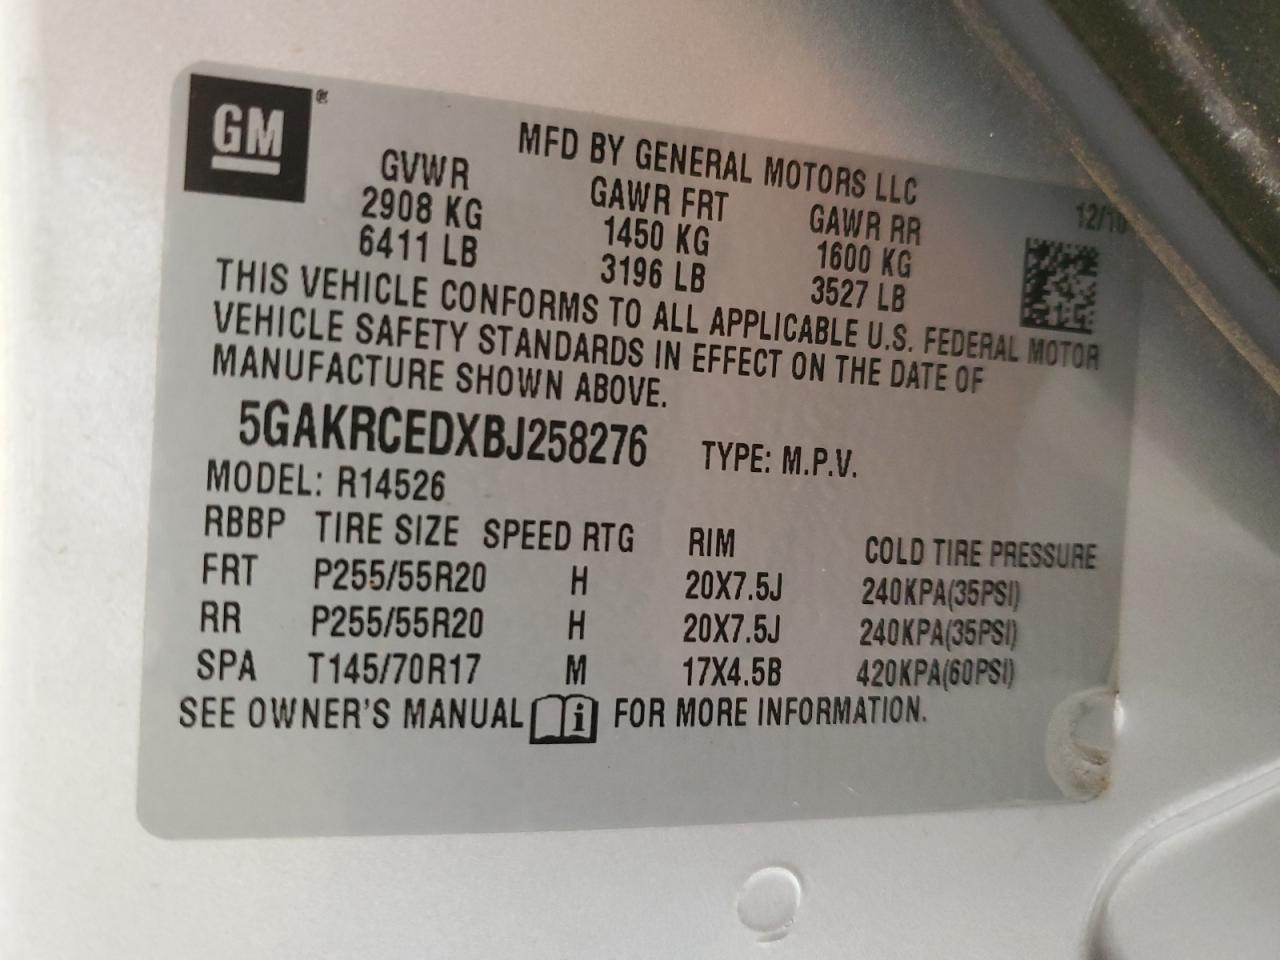 GM®
MFD BY GENERAL MOTORS LLC
12/10
GVWR GAWR FRT GAWR RR
2908 KG 1450 KG 1600 KG
6411 LB 3196 LB 3527 LB
THIS VEHICLE CONFORMS TO ALL APPLICABLE U.S. FEDERAL MOTOR
VEHICLE SAFETY STANDARDS IN EFFECT ON THE DATE OF
MANUFACTURE SHOWN ABOVE.
5GAKRCEDXBJ258276 TYPE: M.P.V.
MODEL: R14526
RBBP TIRE SIZE SPEED RTG RIM COLD TIRE PRESSURE
FRT P255/55R20 H 20X7.5J 240KPA(35PSI)
RR P255/55R20 H 20X7.5J 240KPA(35PSI)
SPA T145/70R17 M 17X4.5B 420KPA(60PSI)
SEE OWNER'S MANUAL i FOR MORE INFORMATION.